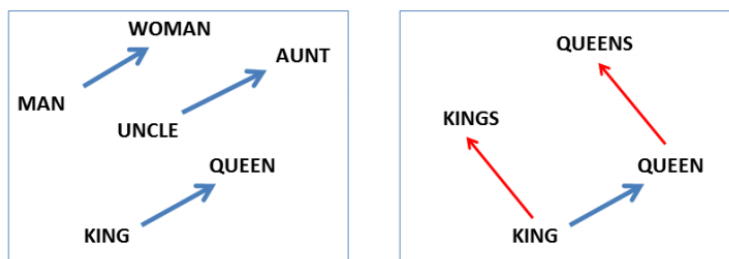 WOMAN
AUNT
MAN
UNCLE
QUEEN
KING
QUEENS
KINGS
QUEEN
KING